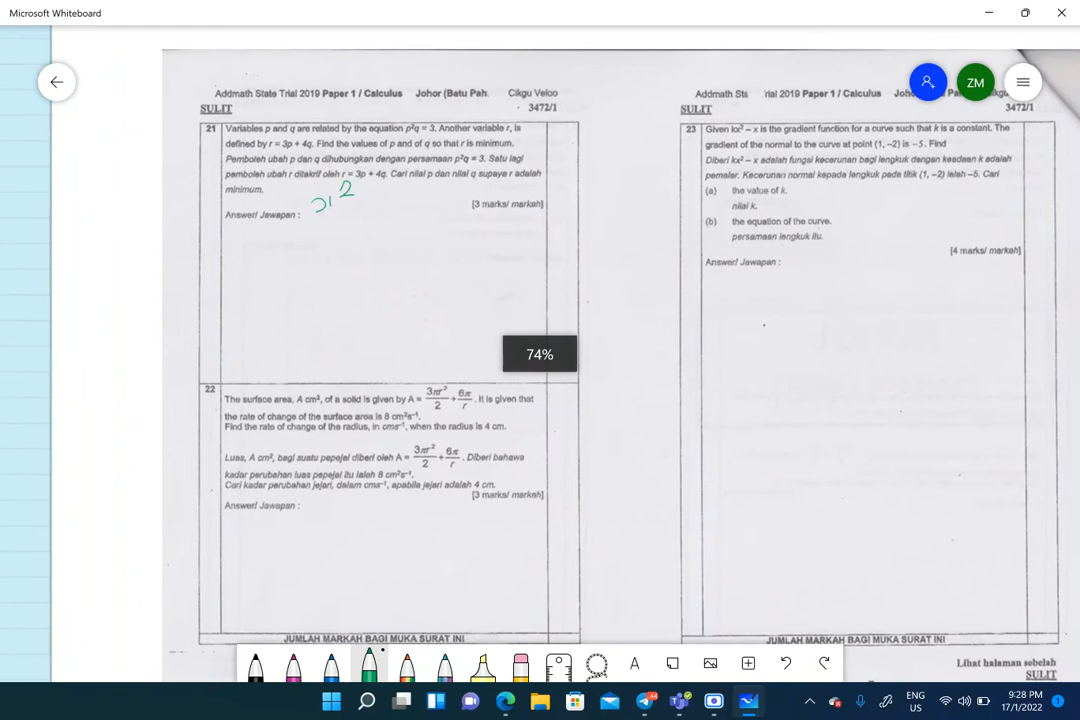 Microsoft Whiteboard
ZM
Addmath State Trial 2019 Paper 1 / Calculus Johor (Batu Pah. Cikgu Veloo
SULIT 3472/1
21 Variables p and q are related by the equation p²q = 3. Another variable r, is
defined by r = 3p + 4q. Find the values of p and of q so that r is minimum.
Pemboleh ubah p dan q dihubungkan dengan persamaan p²q = 3. Satu lagi
pemboleh ubah r ditakrif oleh r = 3p + 4q. Cari nilai p dan nilai q supaya r adalah
minimum.
[3 marks/ markah]
Answer/ Jawapan :
74%
22
The surface area, A cm², of a solid is given by A = 3πr²/2 + 6π/r. It is given that
the rate of change of the surface area is 8 cm²s⁻¹.
Find the rate of change of the radius, in cms⁻¹, when the radius is 4 cm.
Luas, A cm², bagi suatu pepejal diberi oleh A = 3πr²/2 + 6π/r. Diberi bahawa
kadar perubahan luas pepejal itu ialah 8 cm²s⁻¹.
Cari kadar perubahan jejari, dalam cms⁻¹, apabila jejari adalah 4 cm.
[3 marks/ markah]
Answer/ Jawapan :
JUMLAH MARKAH BAGI MUKA SURAT INI
Addmath Sta rial 2019 Paper 1 / Calculus
SULIT 3472/1
23 Given kx² – x is the gradient function for a curve such that k is a constant. The
gradient of the normal to the curve at point (1, –2) is –5. Find
Diberi kx² – x adalah fungsi kecerunan bagi lengkuk dengan keadaan k adalah
pemalar. Kecerunan normal kepada lengkuk pada titik (1, –2) ialah –5. Cari
(a) the value of k.
nilai k.
(b) the equation of the curve.
persamaan lengkuk itu.
[4 marks/ markah]
Answer/ Jawapan :
JUMLAH MARKAH BAGI MUKA SURAT INI
Lihat halaman sebelah
SULIT
A
44
ENG
US
9:28 PM
17/1/2022
1